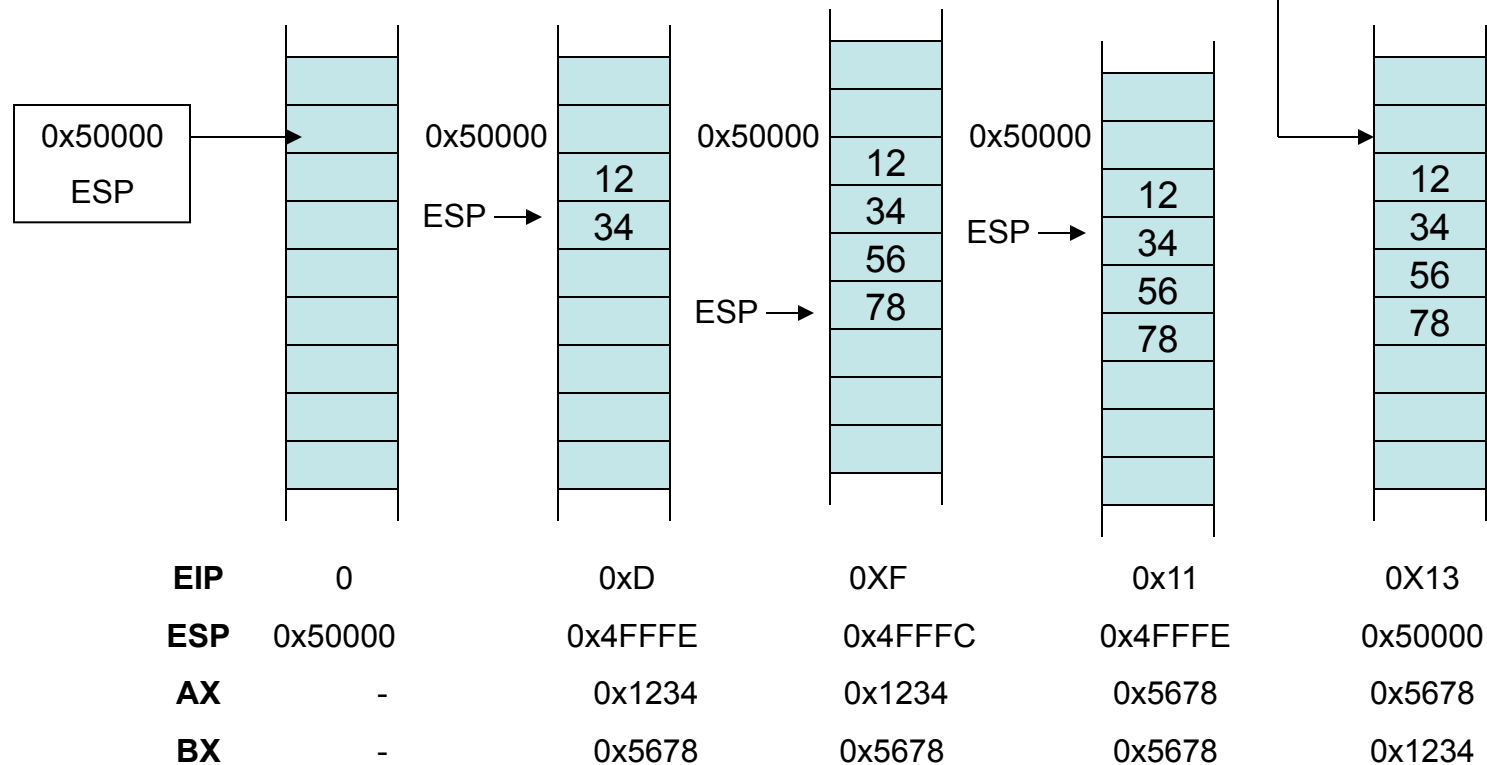 0x50000
ESP
0x50000
ESP
12
34
0x50000
ESP
12
34
56
78
0x50000
ESP
12
34
56
78
12
34
56
78
EIP 0 0xD 0XF 0x11 0X13
ESP 0x50000 0x4FFFE 0x4FFFC 0x4FFFE 0x50000
AX - 0x1234 0x1234 0x5678 0x5678
BX - 0x5678 0x5678 0x5678 0x1234